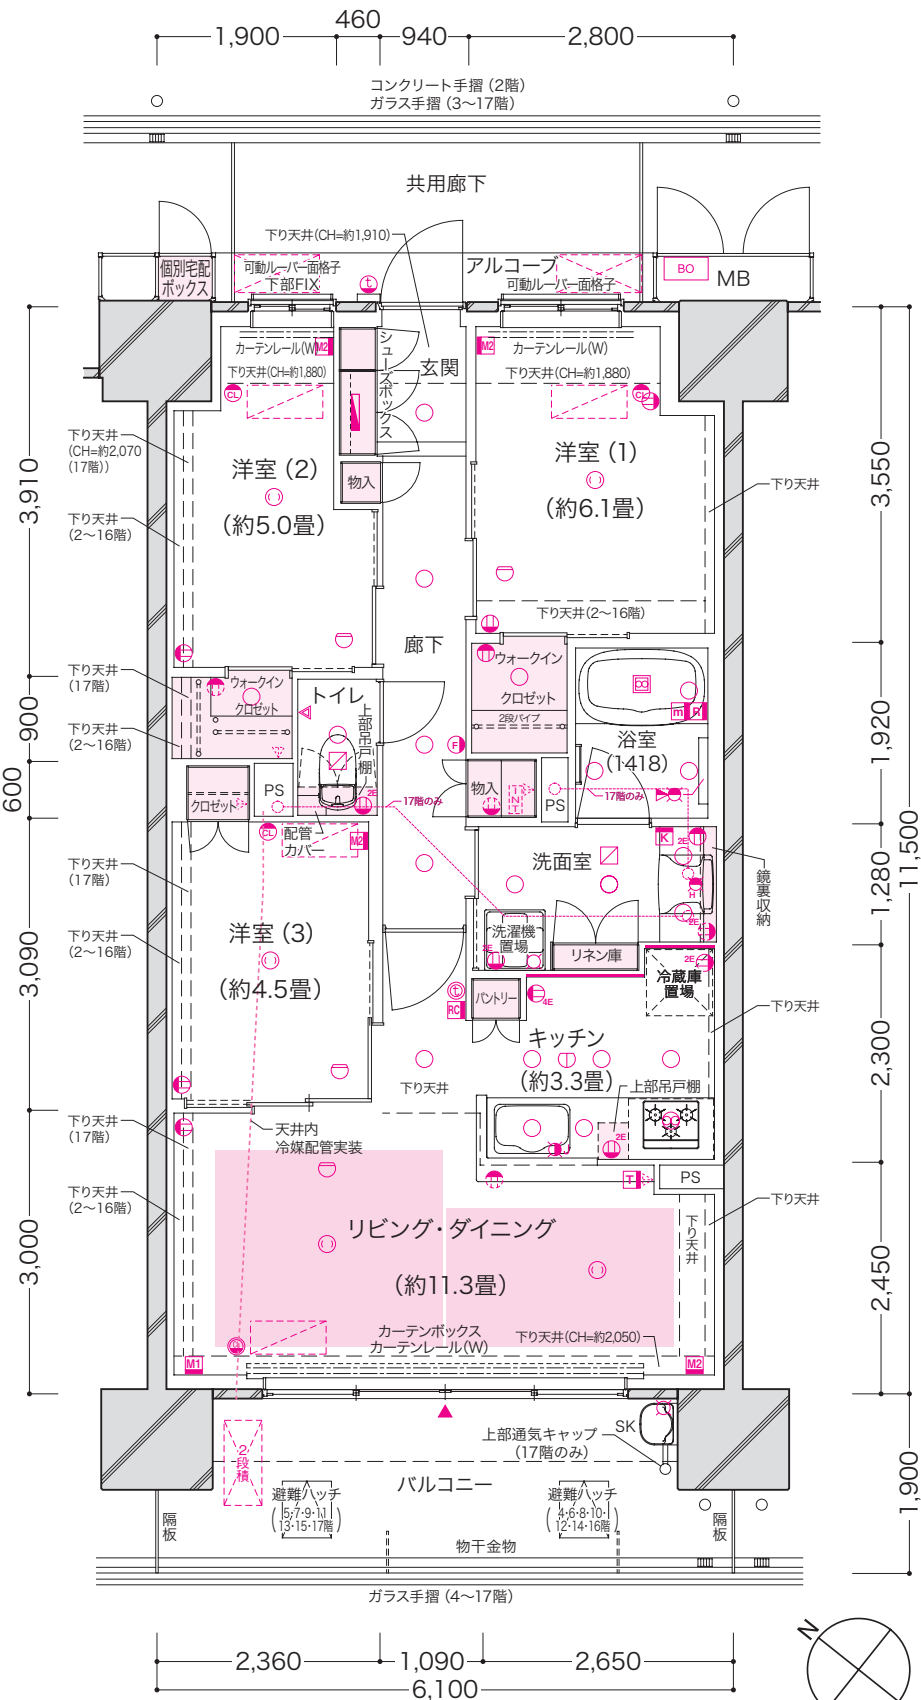 460
1,900
940
2,800
コンクリート手摺 (2階)
ガラス手摺 (3〜17階)
共用廊下
下り天井(CH=約1,910)
個別宅配
ボックス
可動ルーバー面格子
下部FIX
アルコーブ
可動ルーバー面格子
BO
MB
カーテンレール(W)
M2
シューズボックス
玄関
M2
カーテンレール(W)
下り天井(CH=約1,880)
下り天井(CH=約1,880)
CL
CL
下り天井
(CH=約2,070
(17階))
洋室 (2)
(約5.0畳)
物入
洋室 (1)
(約6.1畳)
下り天井
下り天井
(2〜16階)
3,910
3,550
下り天井(2〜16階)
廊下
下り天井
(17階)
ウォークイン
クロゼット
トイレ
上部吊戸棚
ウォークイン
クロゼット
2段パイプ
下り天井
(2〜16階)
900
F
m
R
浴室
(1418)
1,920
600
クロゼット
PS
2E
17階のみ
物入
PS
17階のみ
配管
カバー
CL
M2
下り天井
(17階)
洗面室
K
2E
H
2E
鏡裏収納
1,280
11,500
下り天井
(2〜16階)
洋室 (3)
(約4.5畳)
洗濯機
置場
2E
リネン庫
2E
冷蔵庫
置場
3,090
t
RC
パントリー
4E
キッチン
(約3.3畳)
下り天井
2,300
下り天井
上部吊戸棚
2E
下り天井
(17階)
天井内
冷媒配管実装
T
PS
下り天井
(2〜16階)
リビング・ダイニング
(約11.3畳)
下り天井
下り天井
3,000
2,450
カーテンボックス
カーテンレール(W)
下り天井(CH=約2,050)
M1
M2
SK
上部通気キャップ
(17階のみ)
2段積
バルコニー
1,900
避難ハッチ
(5・7・9・11・
13・15・17階)
避難ハッチ
(4・6・8・10・
12・14・16階)
隔板
隔板
物干金物
ガラス手摺 (4〜17階)
N
2,360
1,090
2,650
6,100